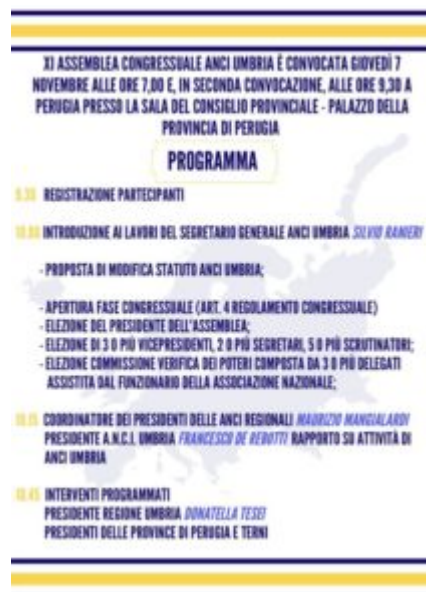 XI ASSEMBLEA CONGRESSUALE ANCI UMBRIA È CONVOCATA GIOVEDÌ 7
NOVEMBRE ALLE ORE 7,00 E, IN SECONDA CONVOCAZIONE, ALLE ORE 9,30 A
PERUGIA PRESSO LA SALA DEL CONSIGLIO PROVINCIALE - PALAZZO DELLA
PROVINCIA DI PERUGIA
PROGRAMMA
9.30 REGISTRAZIONE PARTECIPANTI
10.00 INTRODUZIONE AI LAVORI DEL SEGRETARIO GENERALE ANCI UMBRIA SILVIO RANIERI
- PROPOSTA DI MODIFICA STATUTO ANCI UMBRIA;
- APERTURA FASE CONGRESSUALE (ART. 4 REGOLAMENTO CONGRESSUALE)
- ELEZIONE DEL PRESIDENTE DELL'ASSEMBLEA;
- ELEZIONE DI 3 O PIÙ VICEPRESIDENTI, 2 O PIÙ SEGRETARI, 5 O PIÙ SCRUTINATORI;
- ELEZIONE COMMISSIONE VERIFICA DEI POTERI COMPOSTA DA 3 O PIÙ DELEGATI
ASSISTITA DAL FUNZIONARIO DELLA ASSOCIAZIONE NAZIONALE;
10.15 COORDINATORE DEI PRESIDENTI DELLE ANCI REGIONALI MAURIZIO MANGIALARDI
PRESIDENTE A.N.C.I. UMBRIA FRANCESCO DE REBOTTI RAPPORTO SU ATTIVITÀ DI
ANCI UMBRIA
10.45 INTERVENTI PROGRAMMATI
PRESIDENTE REGIONE UMBRIA DONATELLA TESEI
PRESIDENTI DELLE PROVINCE DI PERUGIA E TERNI